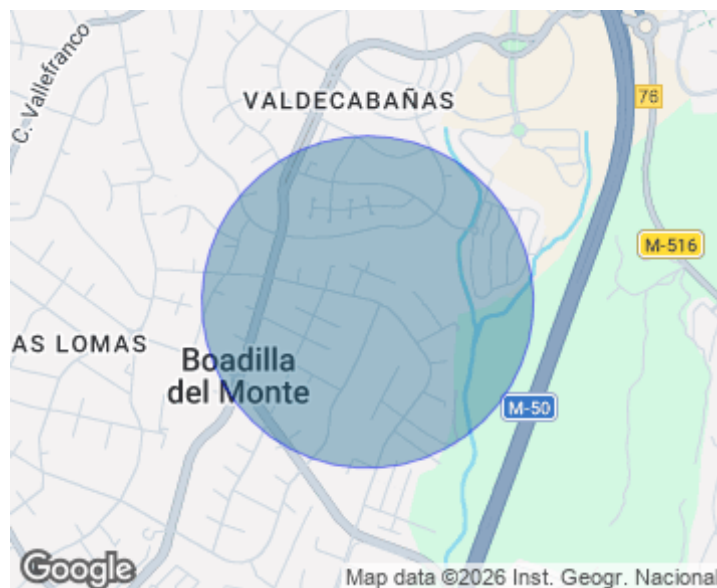 C. Vallefranco
VALDECABAÑAS
76
M-516
AS LOMAS
Boadilla
del Monte
M-50
Google
Map data ©2026 Inst. Geogr. Nacional